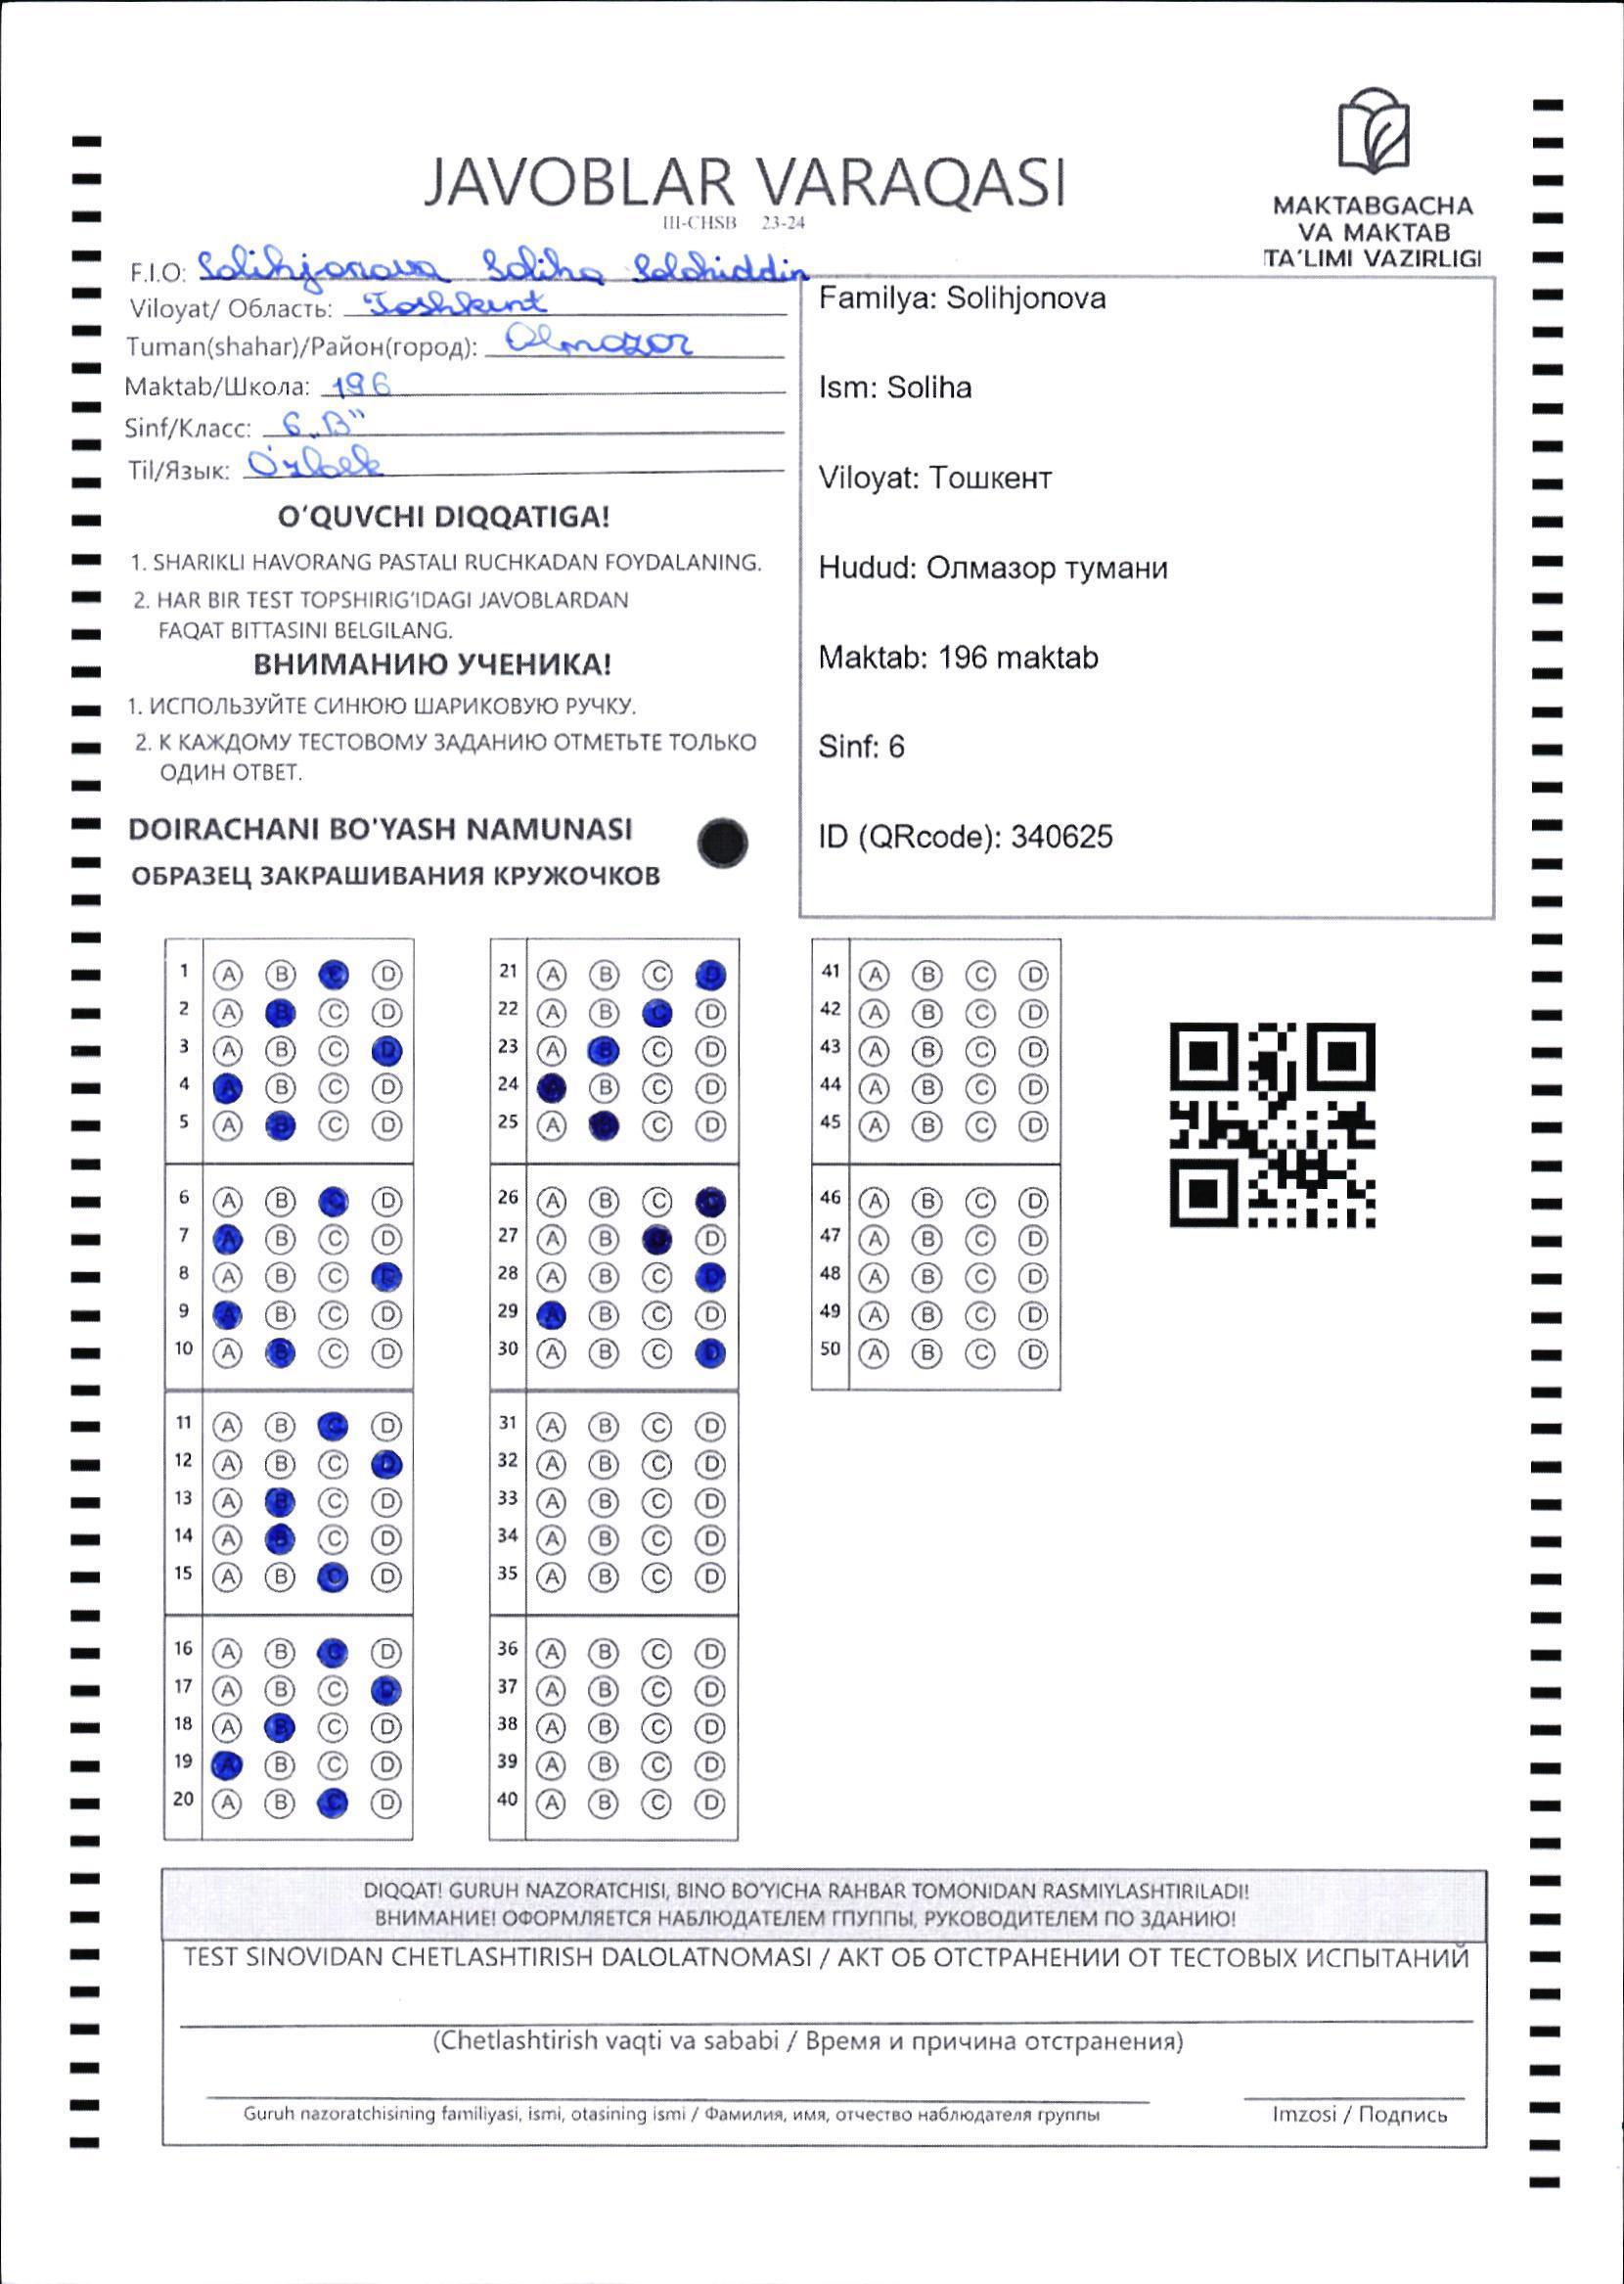 JAVOBLAR VARAQASI
III-CHSB 23-24
MAKTABGACHA
VA MAKTAB
TA'LIMI VAZIRLIGI
F.I.O: Solihjonova Soliha Solohiddin
Viloyat/ Область: Toshkent
Tuman(shahar)/Район(город): Olmazor
Maktab/Школа: 196
Sinf/Класс: 6 „B"
Til/Язык: O'zbek
O'QUVCHI DIQQATIGA!
1. SHARIKLI HAVORANG PASTALI RUCHKADAN FOYDALANING.
2. HAR BIR TEST TOPSHIRIG'IDAGI JAVOBLARDAN
FAQAT BITTASINI BELGILANG.
ВНИМАНИЮ УЧЕНИКА!
1. ИСПОЛЬЗУЙТЕ СИНЮЮ ШАРИКОВУЮ РУЧКУ.
2. К КАЖДОМУ ТЕСТОВОМУ ЗАДАНИЮ ОТМЕТЬТЕ ТОЛЬКО
ОДИН ОТВЕТ.
DOIRACHANI BO'YASH NAMUNASI
ОБРАЗЕЦ ЗАКРАШИВАНИЯ КРУЖОЧКОВ
Familya: Solihjonova
Ism: Soliha
Viloyat: Тошкент
Hudud: Олмазор тумани
Maktab: 196 maktab
Sinf: 6
ID (QRcode): 340625
1 A B C D
2 A B C D
3 A B C D
4 A B C D
5 A B C D
6 A B C D
7 A B C D
8 A B C D
9 A B C D
10 A B C D
11 A B C D
12 A B C D
13 A B C D
14 A B C D
15 A B C D
16 A B C D
17 A B C D
18 A B C D
19 A B C D
20 A B C D
21 A B C D
22 A B C D
23 A B C D
24 A B C D
25 A B C D
26 A B C D
27 A B C D
28 A B C D
29 A B C D
30 A B C D
31 A B C D
32 A B C D
33 A B C D
34 A B C D
35 A B C D
36 A B C D
37 A B C D
38 A B C D
39 A B C D
40 A B C D
41 A B C D
42 A B C D
43 A B C D
44 A B C D
45 A B C D
46 A B C D
47 A B C D
48 A B C D
49 A B C D
50 A B C D
DIQQAT! GURUH NAZORATCHISI, BINO BO'YICHA RAHBAR TOMONIDAN RASMIYLASHTIRILADI!
ВНИМАНИЕ! ОФОРМЛЯЕТСЯ НАБЛЮДАТЕЛЕМ ГПУППЫ, РУКОВОДИТЕЛЕМ ПО ЗДАНИЮ!
TEST SINOVIDAN CHETLASHTIRISH DALOLATNOMASI / АКТ ОБ ОТСТРАНЕНИИ ОТ ТЕСТОВЫХ ИСПЫТАНИЙ
(Chetlashtirish vaqti va sababi / Время и причина отстранения)
Guruh nazoratchisining familiyasi, ismi, otasining ismi / Фамилия, имя, отчество наблюдателя группы
Imzosi / Подпись